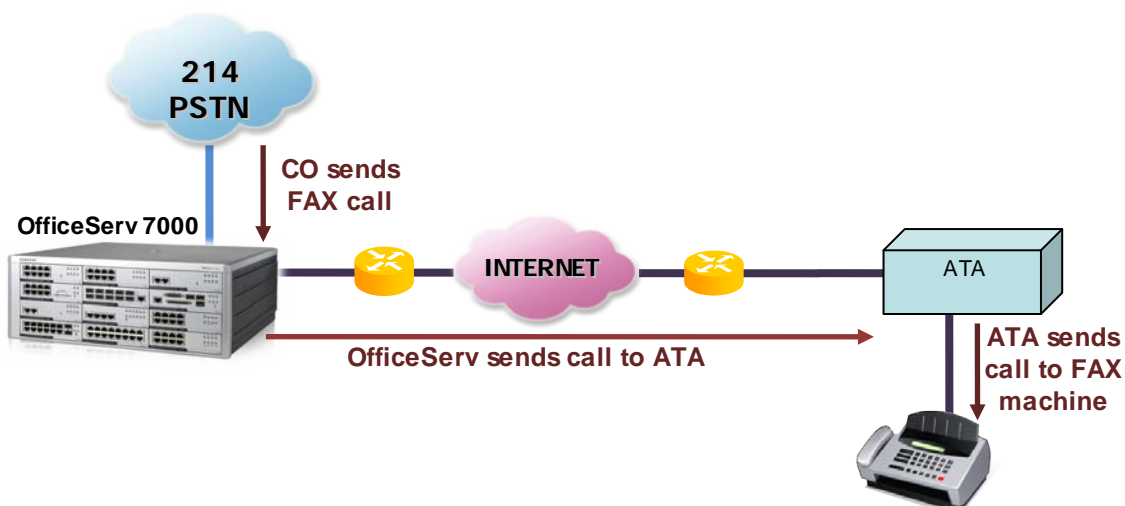 214
PSTN
CO sends
FAX call
OfficeServ 7000
INTERNET
ATA
OfficeServ sends call to ATA
ATA sends
call to FAX
machine